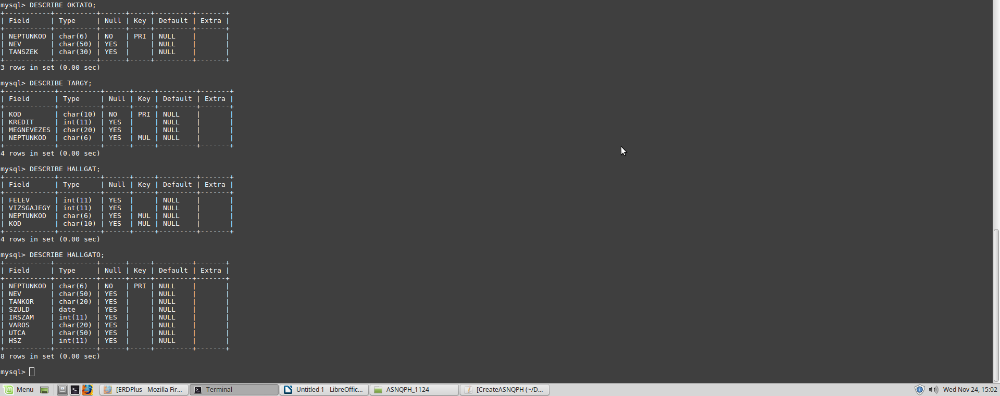 mysql> DESCRIBE OKTATO;
+-----------+----------+------+-----+---------+-------+
| Field     | Type     | Null | Key | Default | Extra |
+-----------+----------+------+-----+---------+-------+
| NEPTUNKOD | char(6)  | NO   | PRI | NULL    |       |
| NEV       | char(50) | YES  |     | NULL    |       |
| TANSZEK   | char(30) | YES  |     | NULL    |       |
+-----------+----------+------+-----+---------+-------+
3 rows in set (0.00 sec)
mysql> DESCRIBE TARGY;
+------------+----------+------+-----+---------+-------+
| Field      | Type     | Null | Key | Default | Extra |
+------------+----------+------+-----+---------+-------+
| KOD        | char(10) | NO   | PRI | NULL    |       |
| KREDIT     | int(11)  | YES  |     | NULL    |       |
| MEGNEVEZES | char(20) | YES  |     | NULL    |       |
| NEPTUNKOD  | char(6)  | YES  | MUL | NULL    |       |
+------------+----------+------+-----+---------+-------+
4 rows in set (0.00 sec)
mysql> DESCRIBE HALLGAT;
+------------+----------+------+-----+---------+-------+
| Field      | Type     | Null | Key | Default | Extra |
+------------+----------+------+-----+---------+-------+
| FELEV      | int(11)  | YES  |     | NULL    |       |
| VIZSGAJEGY | int(11)  | YES  |     | NULL    |       |
| NEPTUNKOD  | char(6)  | YES  | MUL | NULL    |       |
| KOD        | char(10) | YES  | MUL | NULL    |       |
+------------+----------+------+-----+---------+-------+
4 rows in set (0.00 sec)
mysql> DESCRIBE HALLGATO;
+-----------+----------+------+-----+---------+-------+
| Field     | Type     | Null | Key | Default | Extra |
+-----------+----------+------+-----+---------+-------+
| NEPTUNKOD | char(6)  | NO   | PRI | NULL    |       |
| NEV       | char(50) | YES  |     | NULL    |       |
| TANKOR    | char(20) | YES  |     | NULL    |       |
| SZULD     | date     | YES  |     | NULL    |       |
| IRSZAM    | int(11)  | YES  |     | NULL    |       |
| VAROS     | char(20) | YES  |     | NULL    |       |
| UTCA      | char(50) | YES  |     | NULL    |       |
| HSZ       | int(11)  | YES  |     | NULL    |       |
+-----------+----------+------+-----+---------+-------+
8 rows in set (0.00 sec)
mysql>
Menu [ERDPlus - Mozilla Fir... Terminal Untitled 1 - LibreOffic... ASNQPH_1124 [CreateASNQPH (~/D... Wed Nov 24, 15:02